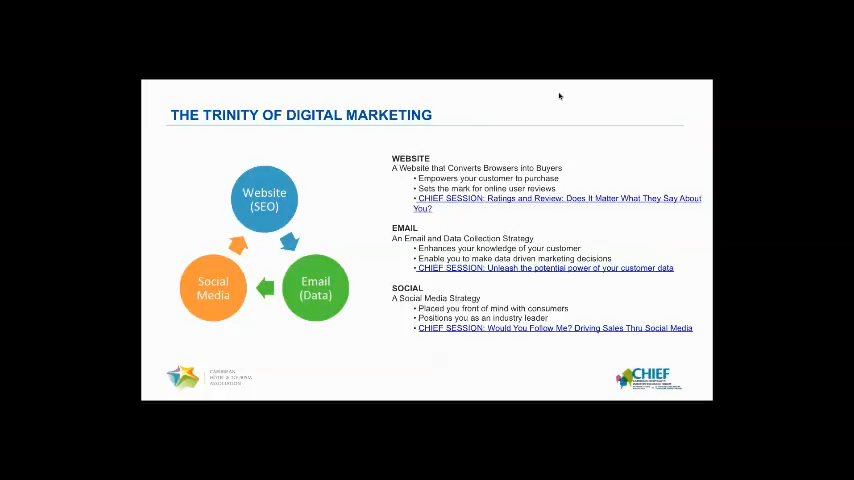 THE TRINITY OF DIGITAL MARKETING
Website
(SEO)
Social
Media
Email
(Data)
WEBSITE
A Website that Converts Browsers into Buyers
• Empowers your customer to purchase
• Sets the mark for online user reviews
• CHIEF SESSION: Ratings and Review: Does It Matter What They Say About
You?
EMAIL
An Email and Data Collection Strategy
• Enhances your knowledge of your customer
• Enable you to make data driven marketing decisions
• CHIEF SESSION: Unleash the potential power of your customer data
SOCIAL
A Social Media Strategy
• Placed you front of mind with consumers
• Positions you as an industry leader
• CHIEF SESSION: Would You Follow Me? Driving Sales Thru Social Media
CARIBBEAN
HOTEL & TOURISM
ASSOCIATION
CHIEF